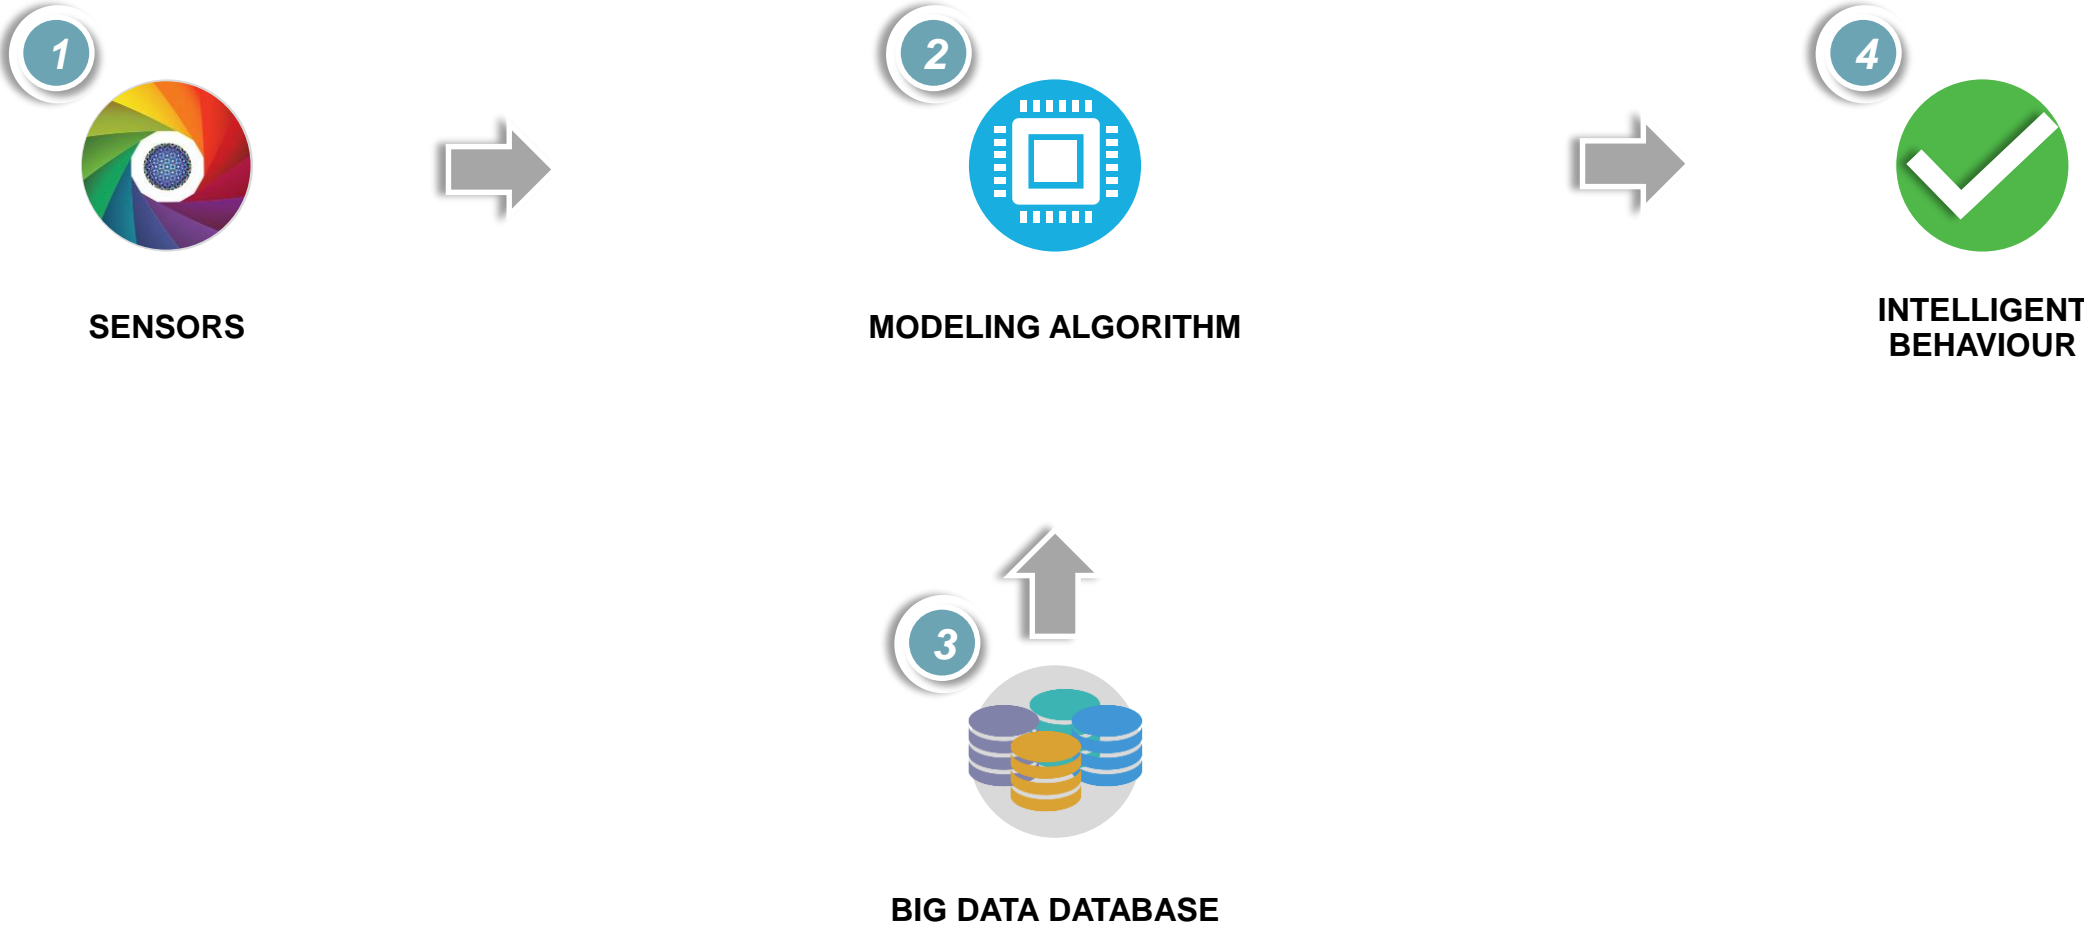 1
SENSORS
2
MODELING ALGORITHM
3
BIG DATA DATABASE
4
INTELLIGENT
BEHAVIOUR